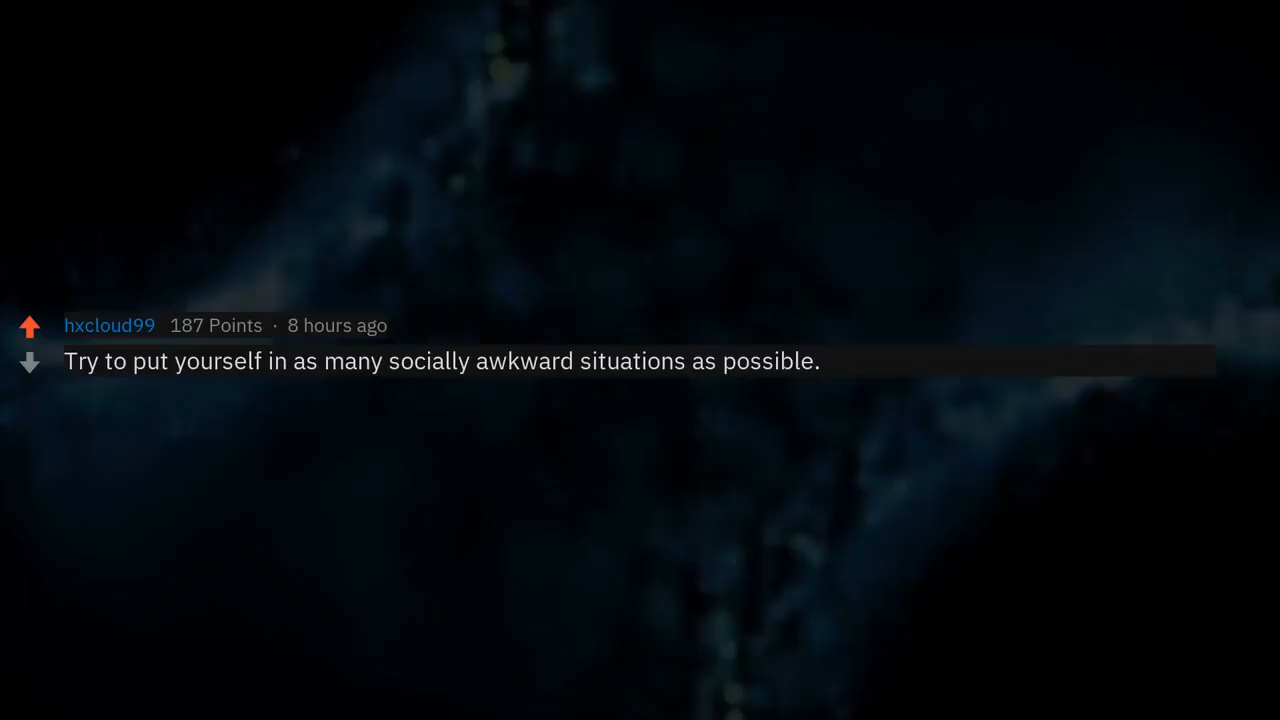 hxcloud99 187 Points · 8 hours ago
Try to put yourself in as many socially awkward situations as possible.